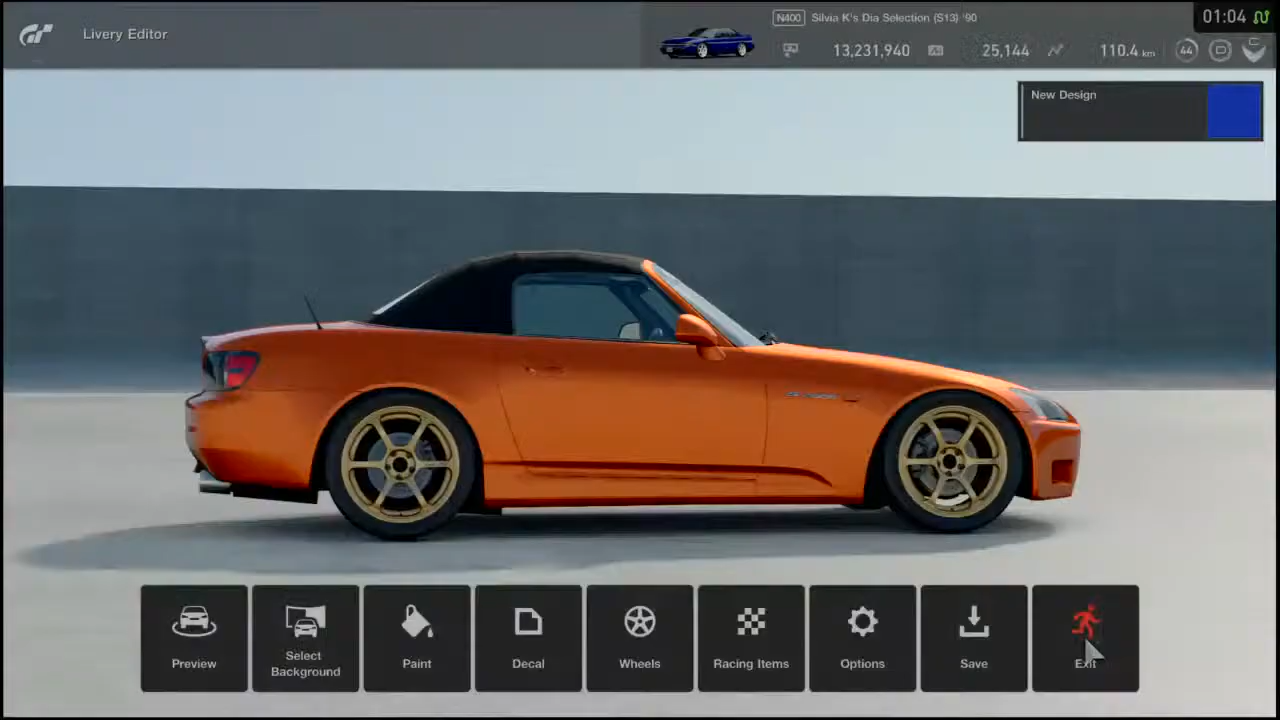 Livery Editor
N400 Silvia K's Dia Selection (S13) '90
13,231,940 25,144 110.4 km 44
01:04
New Design
Preview
Select Background
Paint
Decal
Wheels
Racing Items
Options
Save
Exit